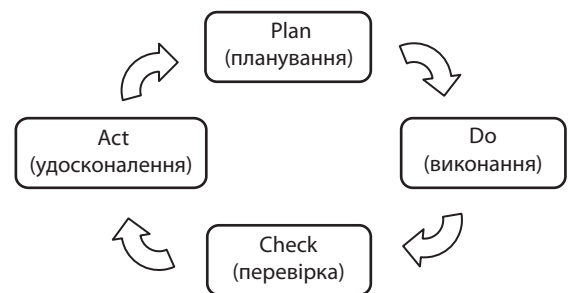 Plan
(планування)
Act
(удосконалення)
Do
(виконання)
Check
(перевірка)